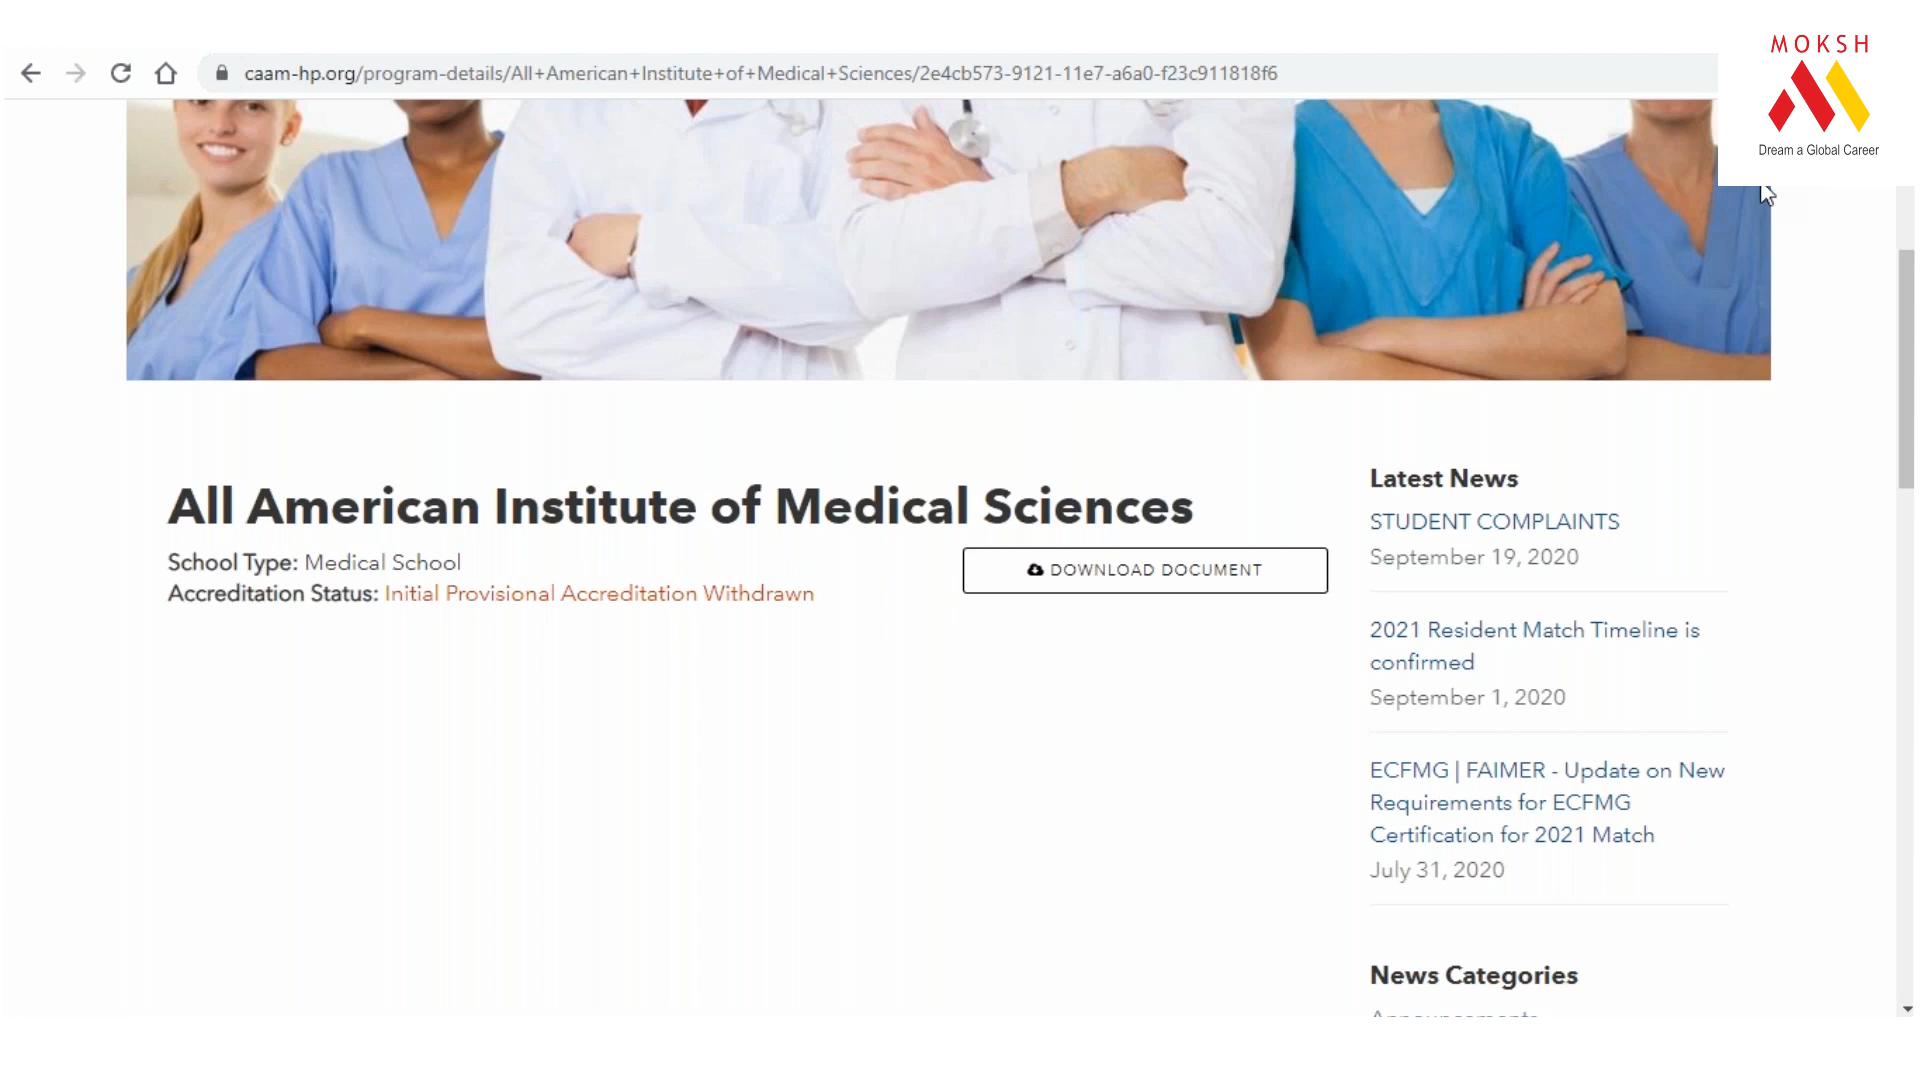 MOKSH
Dream a Global Career
caam-hp.org/program-details/All+American+Institute+of+Medical+Sciences/2e4cb573-9121-11e7-a6a0-f23c911818f6
All American Institute of Medical Sciences
School Type: Medical School
Accreditation Status: Initial Provisional Accreditation Withdrawn
DOWNLOAD DOCUMENT
Latest News
STUDENT COMPLAINTS
September 19, 2020
2021 Resident Match Timeline is
confirmed
September 1, 2020
ECFMG | FAIMER - Update on New
Requirements for ECFMG
Certification for 2021 Match
July 31, 2020
News Categories